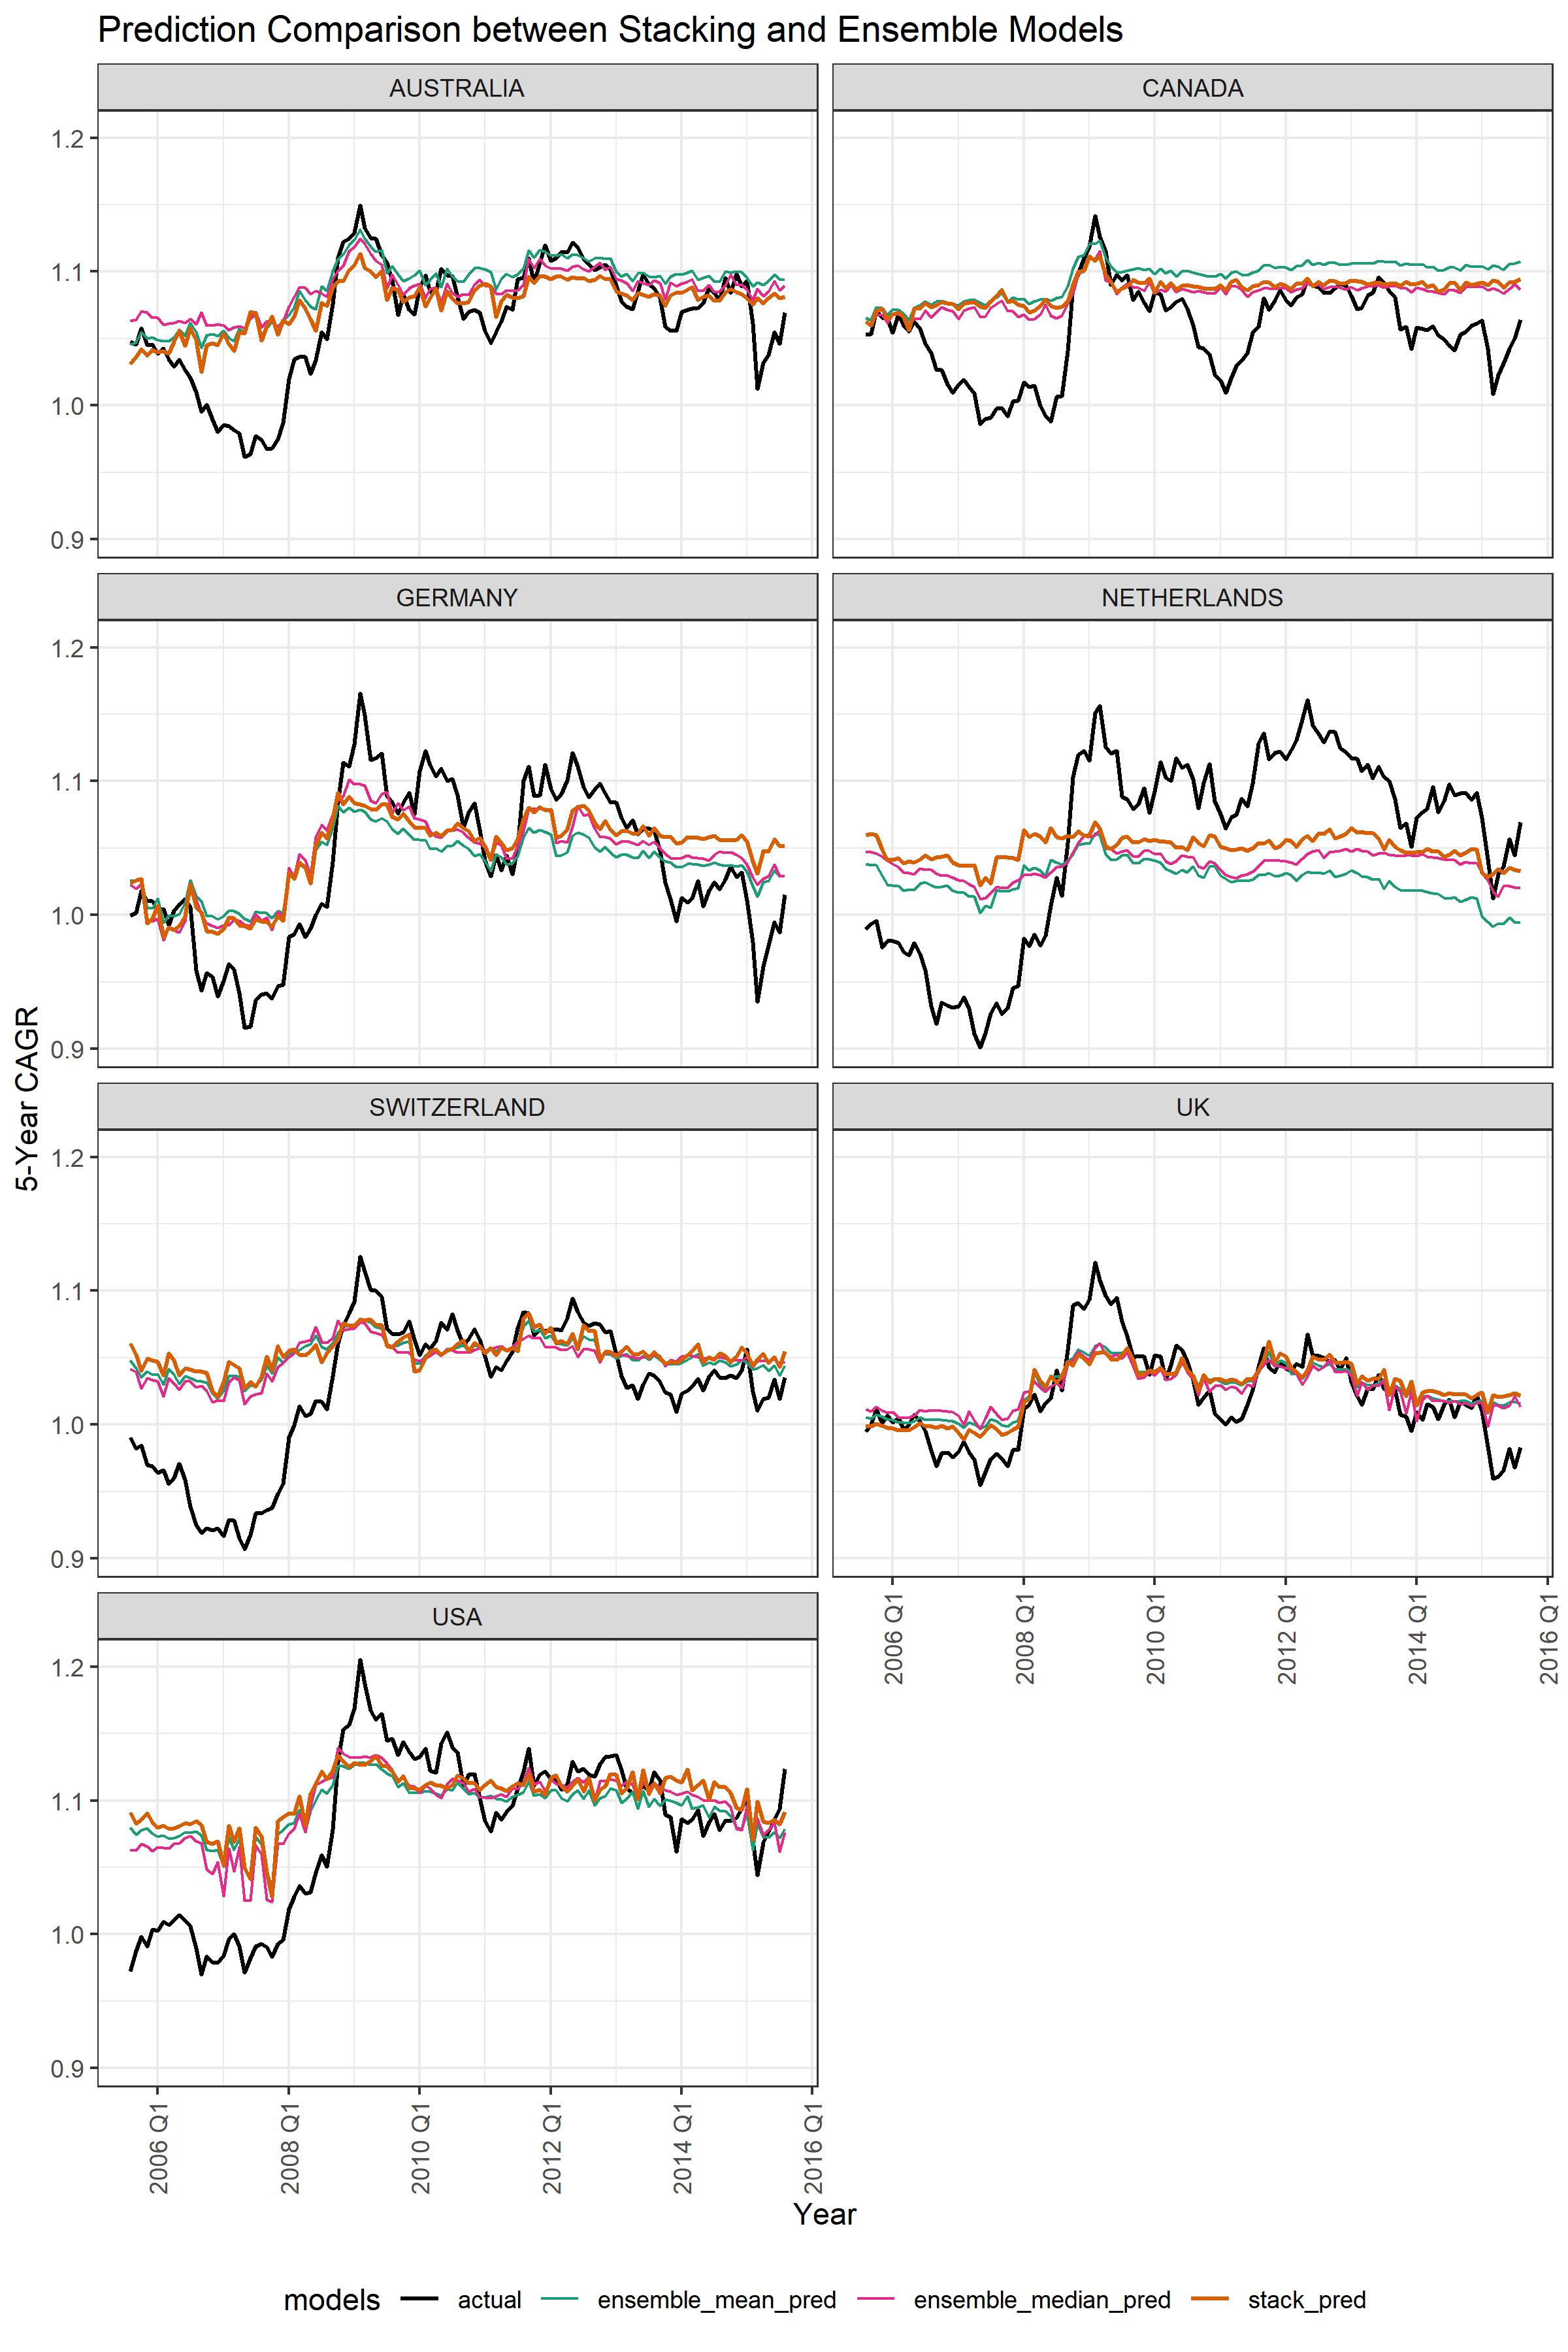 Prediction Comparison between Stacking and Ensemble Models
AUSTRALIA
CANADA
1.2
1.1
1.0
0.9
GERMANY
NETHERLANDS
1.2
1.1
1.0
0.9
5-Year CAGR
SWITZERLAND
UK
1.2
1.1
1.0
0.9
2006 Q1
2008 Q1
2010 Q1
2012 Q1
2014 Q1
2016 Q1
USA
1.2
1.1
1.0
0.9
2006 Q1
2008 Q1
2010 Q1
2012 Q1
2014 Q1
2016 Q1
Year
models actual ensemble_mean_pred ensemble_median_pred stack_pred